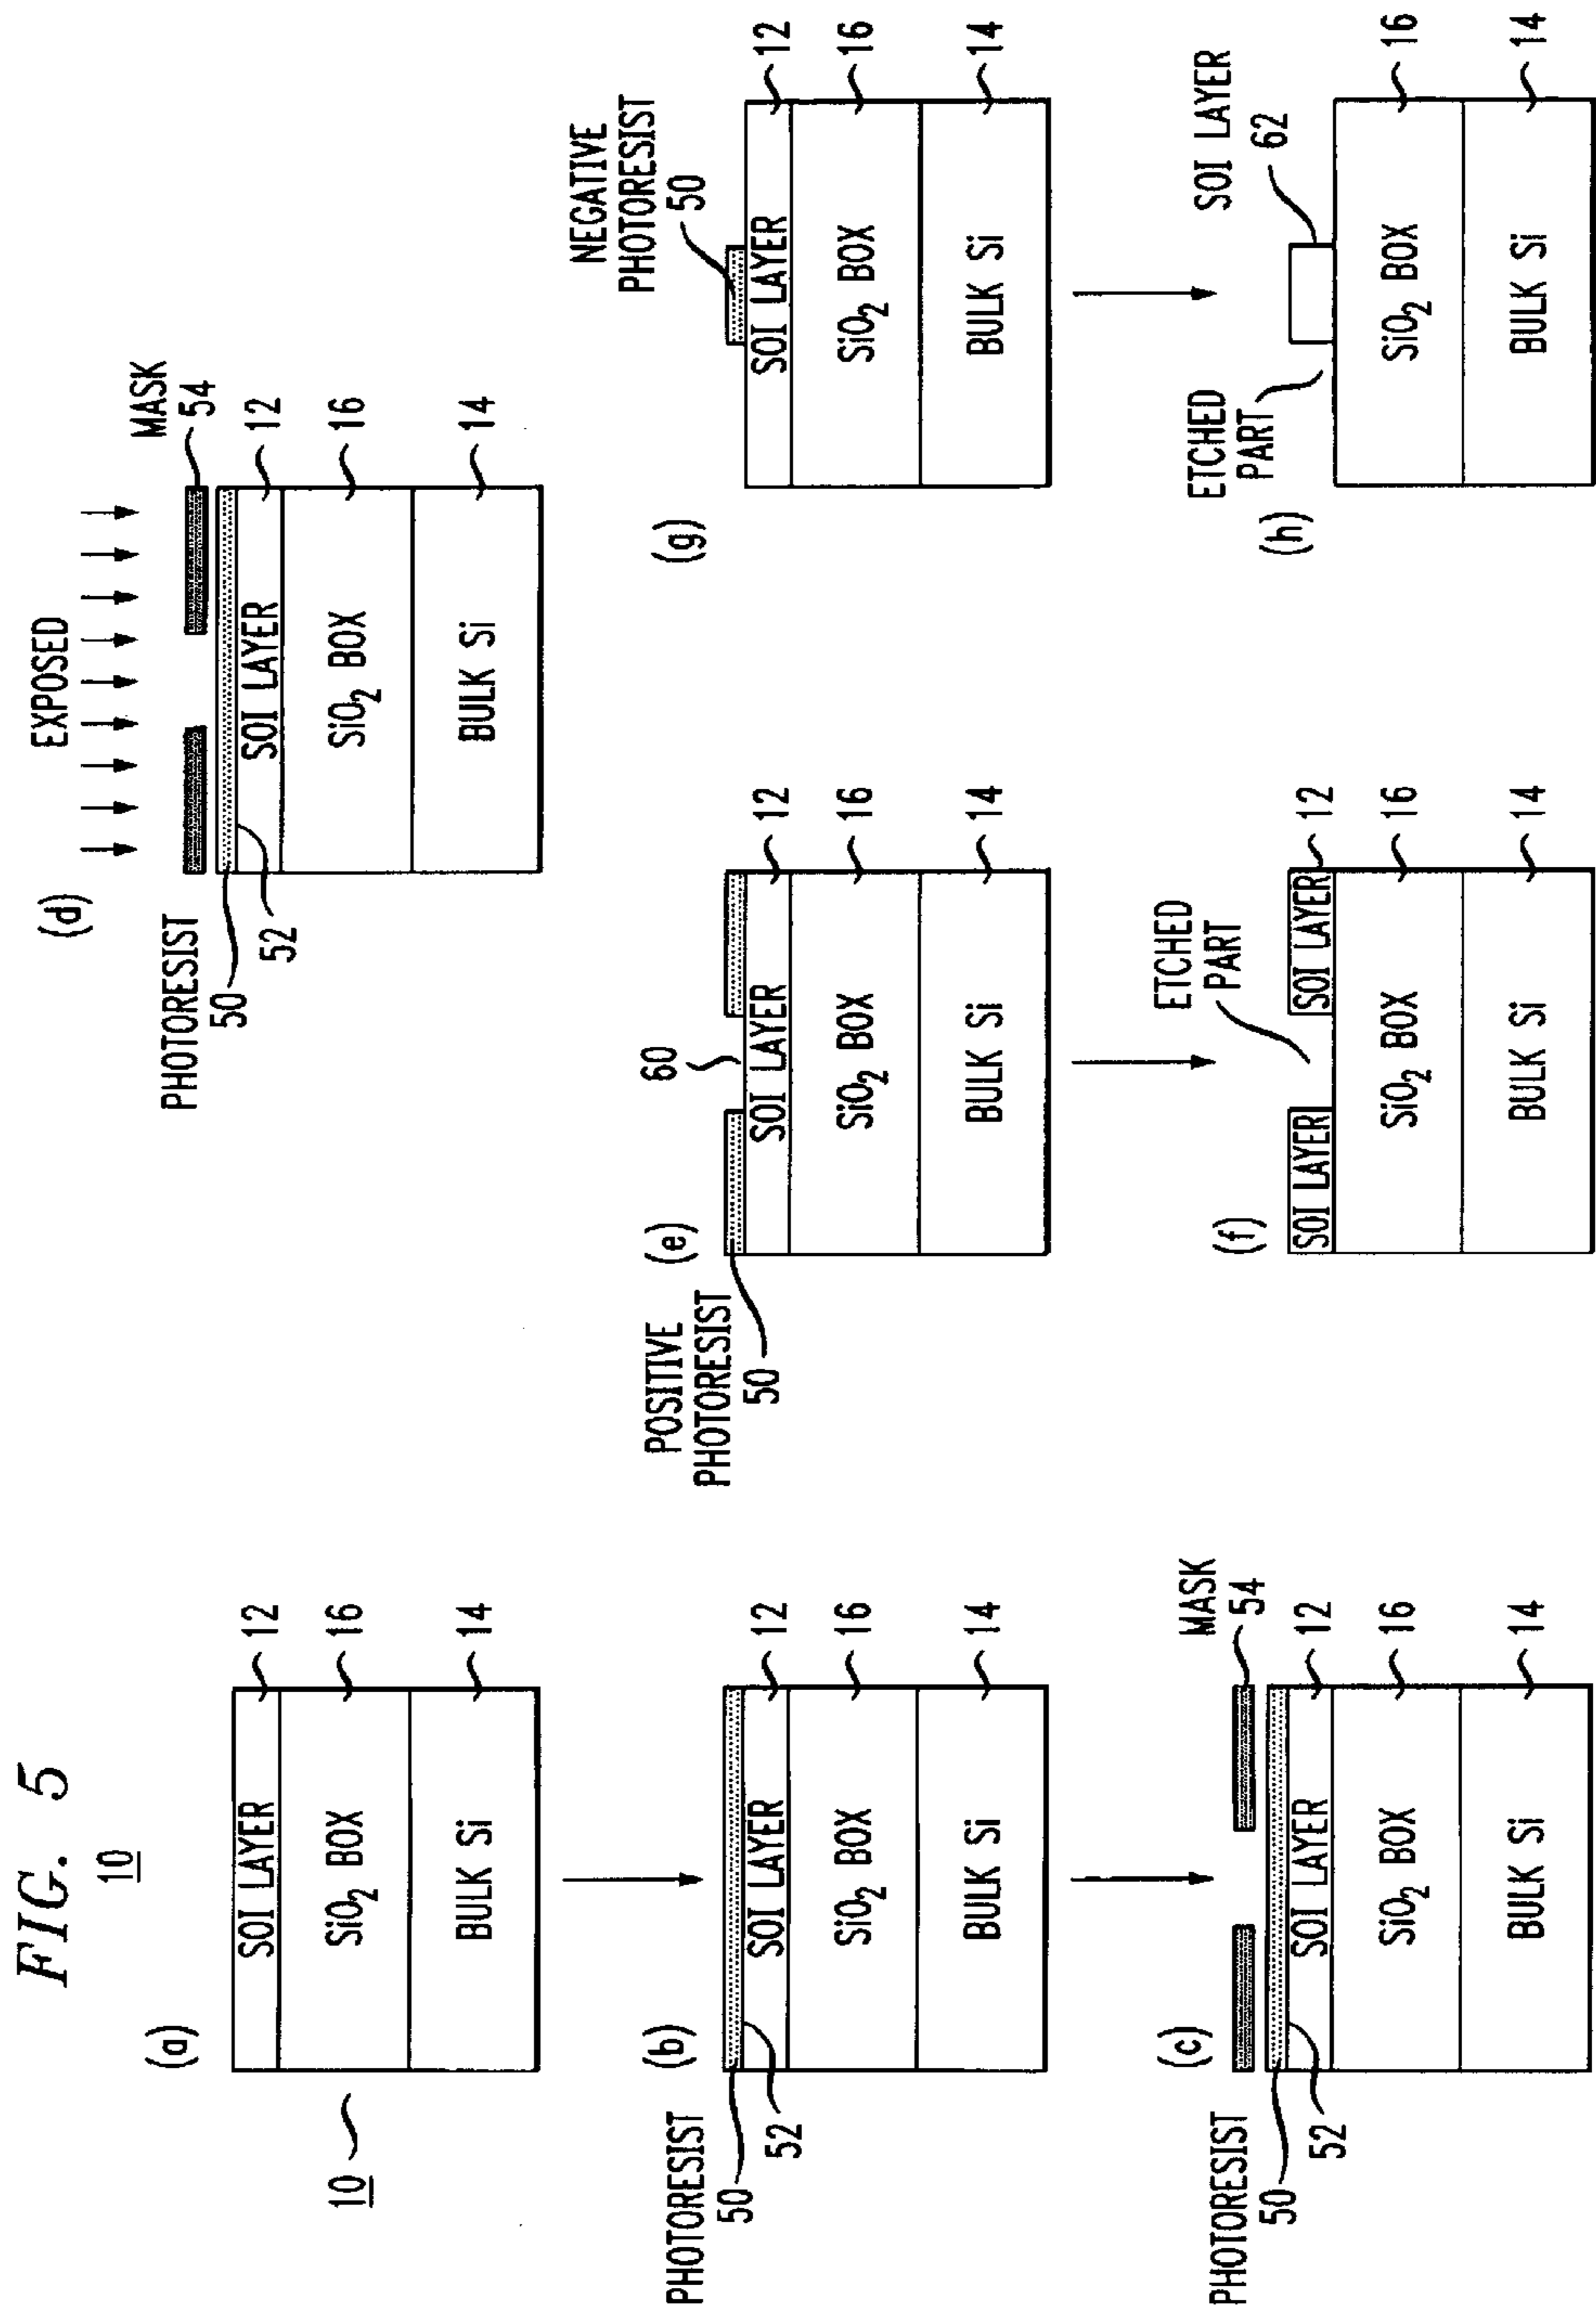 FIG. 5
10
(a)
10
SOI LAYER
12
SiO2 BOX
16
BULK Si
14
(b)
PHOTORESIST
50
52
SOI LAYER
12
SiO2 BOX
16
BULK Si
14
(c)
MASK
54
PHOTORESIST
50
52
SOI LAYER
12
SiO2 BOX
16
BULK Si
14
(d)
EXPOSED
MASK
54
PHOTORESIST
50
52
SOI LAYER
12
SiO2 BOX
16
BULK Si
14
(e)
POSITIVE
PHOTORESIST
50
60
SOI LAYER
12
SiO2 BOX
16
BULK Si
14
(f)
ETCHED
PART
SOI LAYER
SOI LAYER
12
SiO2 BOX
16
BULK Si
14
(g)
NEGATIVE
PHOTORESIST
50
SOI LAYER
12
SiO2 BOX
16
BULK Si
14
(h)
ETCHED
PART
SOI LAYER
62
SiO2 BOX
16
BULK Si
14